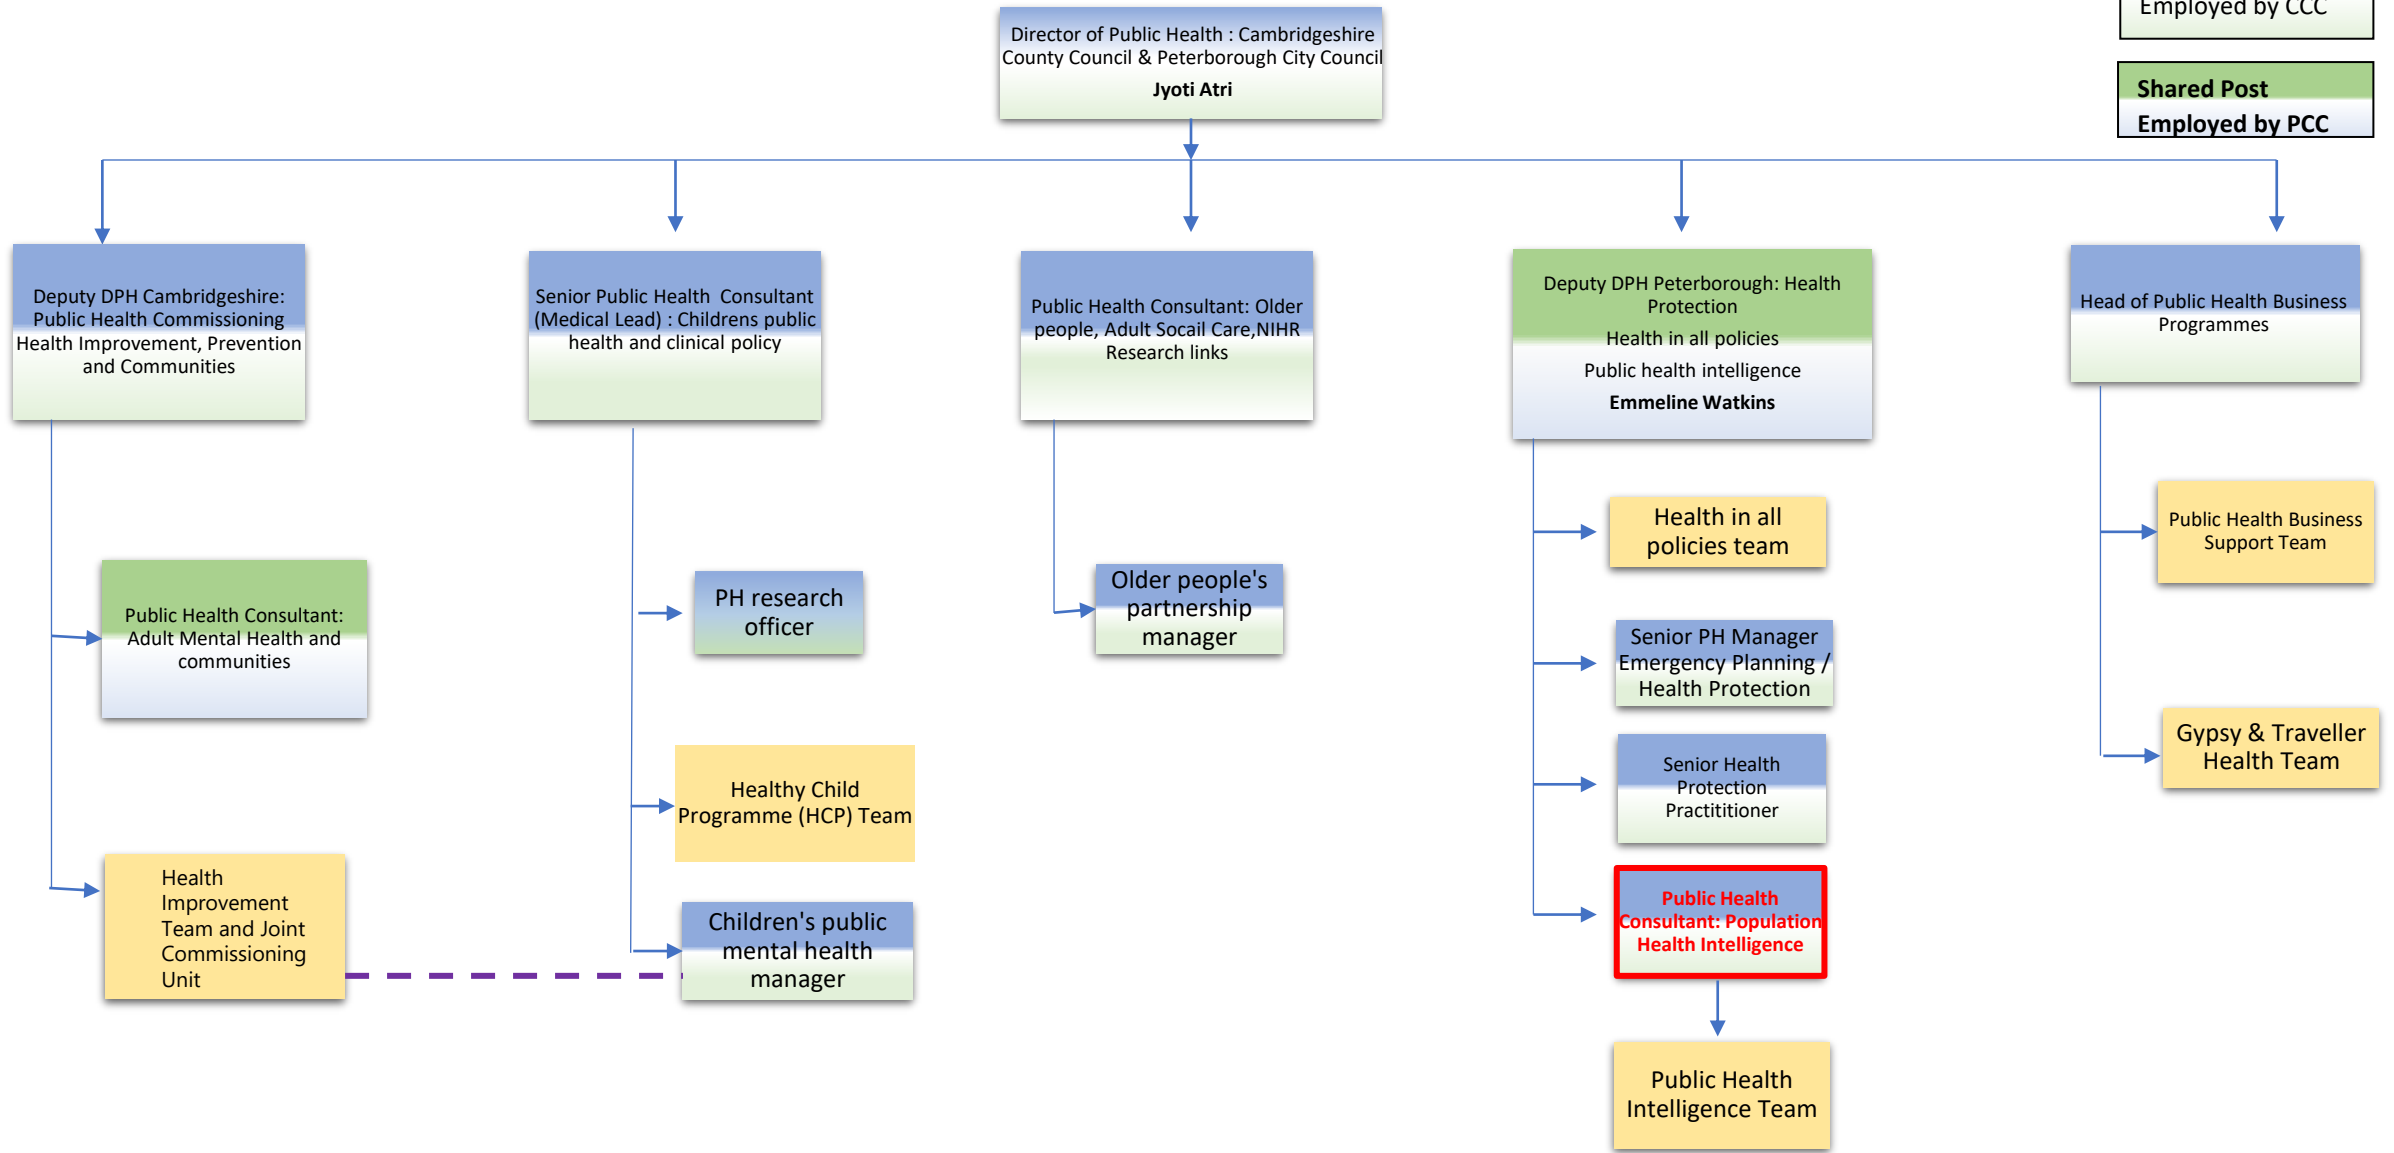 Employed by CCC
Director of Public Health : Cambridgeshire
County Council & Peterborough City Council
Jyoti Atri
Shared Post
Employed by PCC
Deputy DPH Cambridgeshire:
Public Health Commissioning
Health Improvement, Prevention
and Communities
Senior Public Health Consultant
(Medical Lead) : Childrens public
health and clinical policy
Public Health Consultant: Older
people, Adult Socail Care,NIHR
Research links
Deputy DPH Peterborough: Health
Protection
Health in all policies
Public health intelligence
Emmeline Watkins
Head of Public Health Business
Programmes
Public Health Consultant:
Adult Mental Health and
communities
Health
Improvement
Team and Joint
Commissioning
Unit
PH research
officer
Healthy Child
Programme (HCP) Team
Children's public
mental health
manager
Older people's
partnership
manager
Health in all
policies team
Senior PH Manager
Emergency Planning /
Health Protection
Senior Health
Protection
Practititioner
Public Health
Consultant: Population
Health Intelligence
Public Health
Intelligence Team
Public Health Business
Support Team
Gypsy & Traveller
Health Team